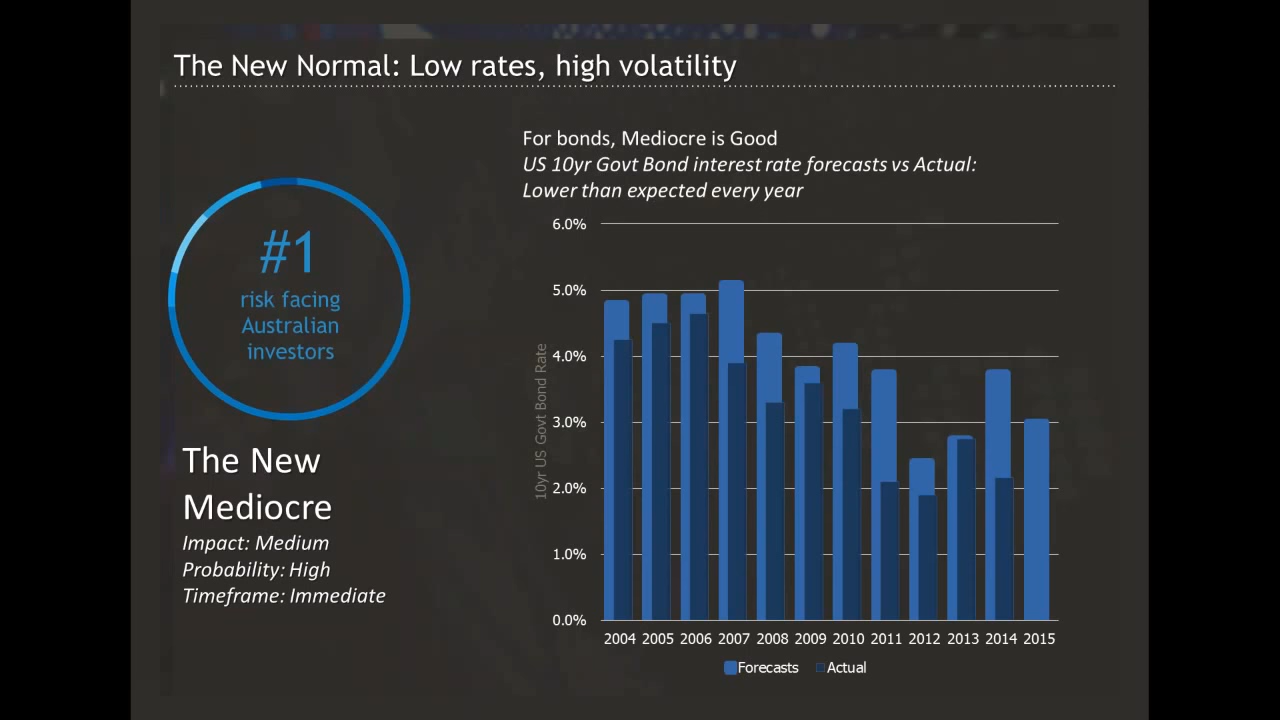 The New Normal: Low rates, high volatility
#1
risk facing
Australian
investors
The New
Mediocre
Impact: Medium
Probability: High
Timeframe: Immediate
For bonds, Mediocre is Good
US 10yr Govt Bond interest rate forecasts vs Actual:
Lower than expected every year
10yr US Govt Bond Rate
6.0%
5.0%
4.0%
3.0%
2.0%
1.0%
0.0%
2004 2005 2006 2007 2008 2009 2010 2011 2012 2013 2014 2015
Forecasts Actual